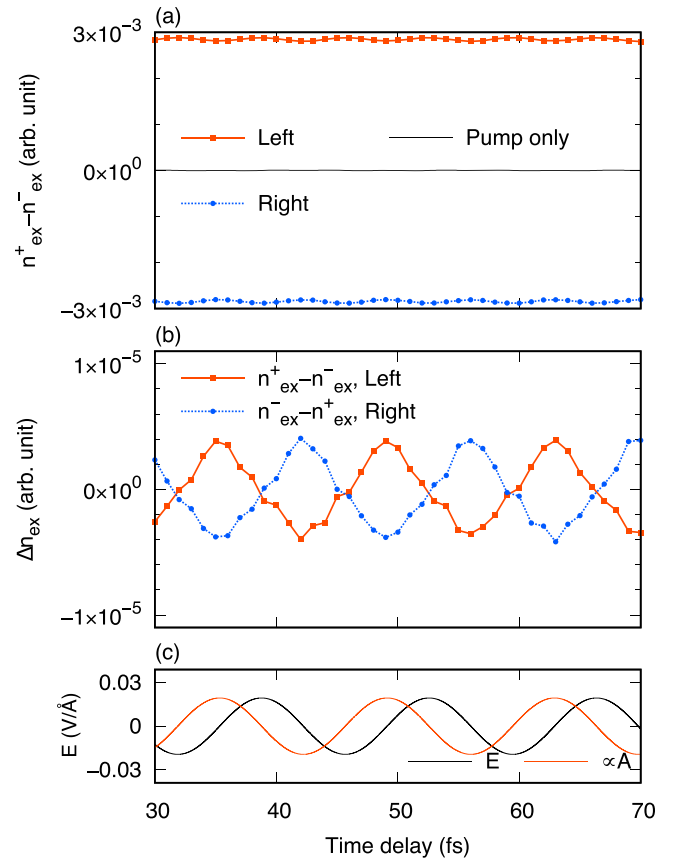 (a)
3×10⁻³
0×10⁰
−3×10⁻³
n⁺ₑₓ−n⁻ₑₓ (arb. unit)
Left
Pump only
Right
(b)
1×10⁻⁵
0×10⁰
−1×10⁻⁵
Δnₑₓ (arb. unit)
n⁺ₑₓ−n⁻ₑₓ, Left
n⁻ₑₓ−n⁺ₑₓ, Right
(c)
0.03
0
−0.03
E (V/Å)
E
∝A
30 40 50 60 70
Time delay (fs)